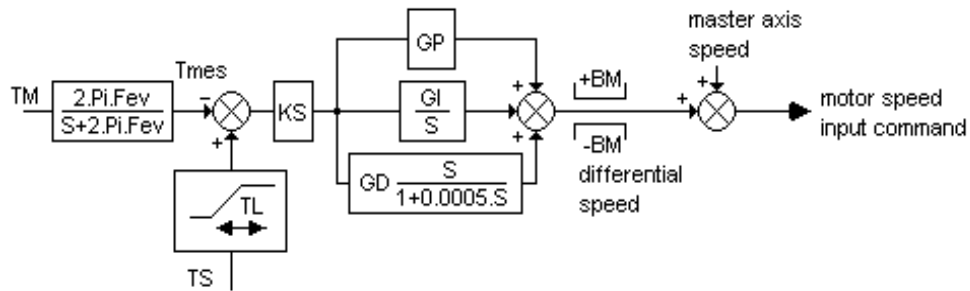 master axis
speed
GP
2.Pi.Fev
S+2.Pi.Fev
TM
Tmes
−
+
KS
GI
S
GD
S
1+0.0005.S
+
+
+
+BM
-BM
differential
speed
+
+
motor speed
input command
TL
TS